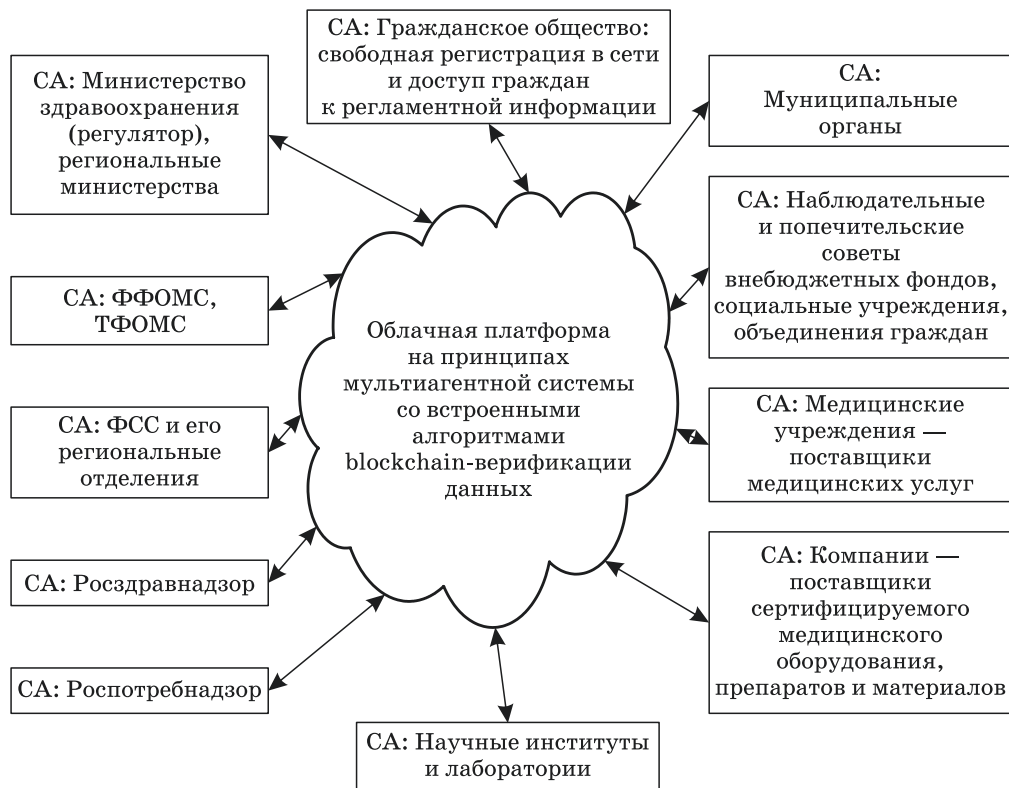 СА: Гражданское общество:
свободная регистрация в сети
и доступ граждан
к регламентной информации
СА: Министерство
здравоохранения
(регулятор),
региональные
министерства
СА:
Муниципальные
органы
СА: Наблюдательные
и попечительские
советы
внебюджетных фондов,
социальные учреждения,
объединения граждан
СА: ФФОМС,
ТФОМС
Облачная платформа
на принципах
мультиагентной системы
со встроенными
алгоритмами
blockchain-верификации
данных
СА: ФСС и его
региональные
отделения
СА: Медицинские
учреждения —
поставщики
медицинских услуг
СА: Росздравнадзор
СА: Компании —
поставщики
сертифицируемого
медицинского
оборудования,
препаратов и материалов
СА: Роспотребнадзор
СА: Научные институты
и лаборатории